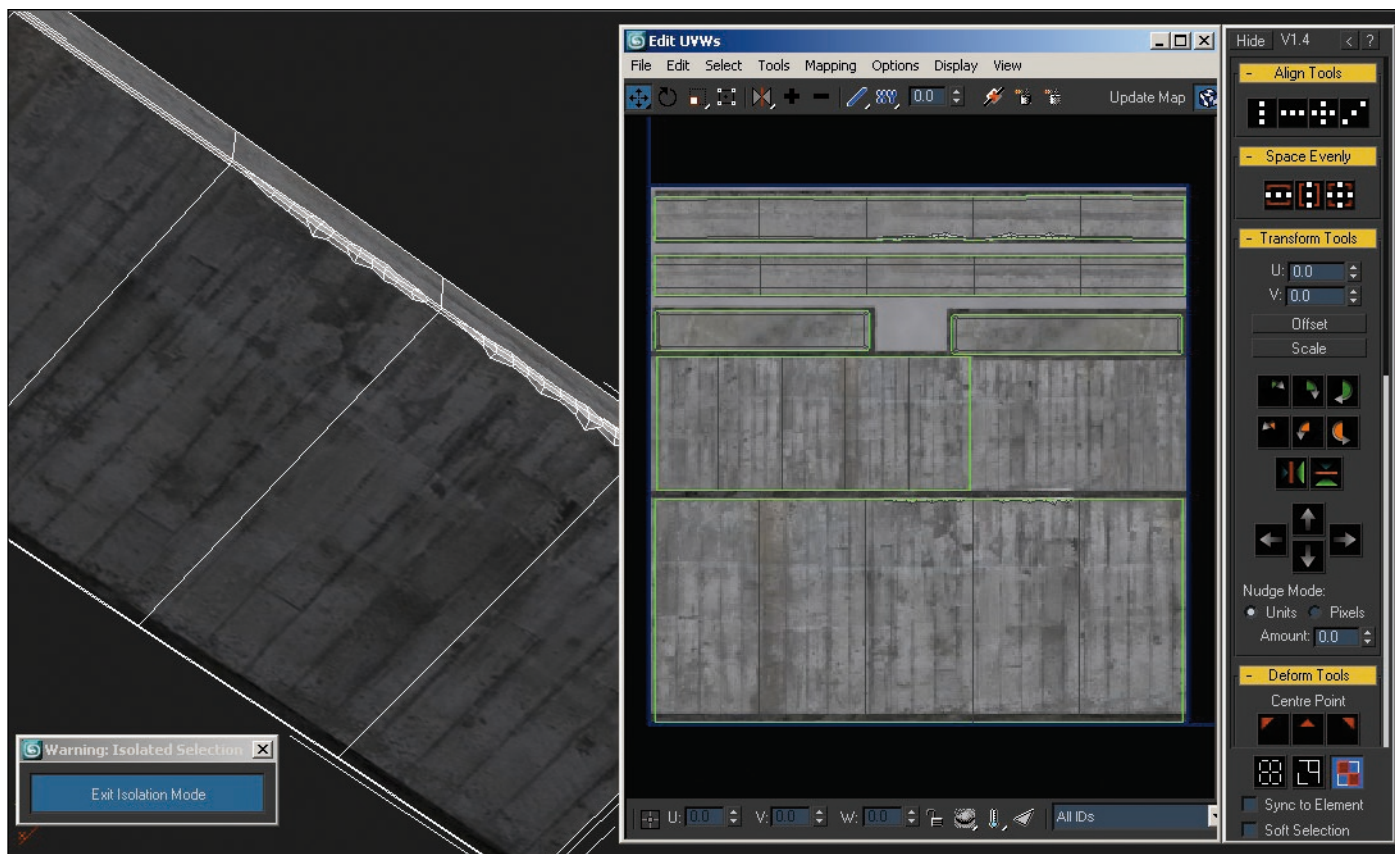 Edit UVWs
File Edit Select Tools Mapping Options Display View
0.0
Update Map
U: 0.0 V: 0.0 W: 0.0
All IDs
Hide V1.4 < ?
- Align Tools
- Space Evenly
- Transform Tools
U: 0.0
V: 0.0
Offset
Scale
Nudge Mode:
Units Pixels
Amount: 0.0
- Deform Tools
Centre Point
Sync to Element
Soft Selection
Warning: Isolated Selection
Exit Isolation Mode